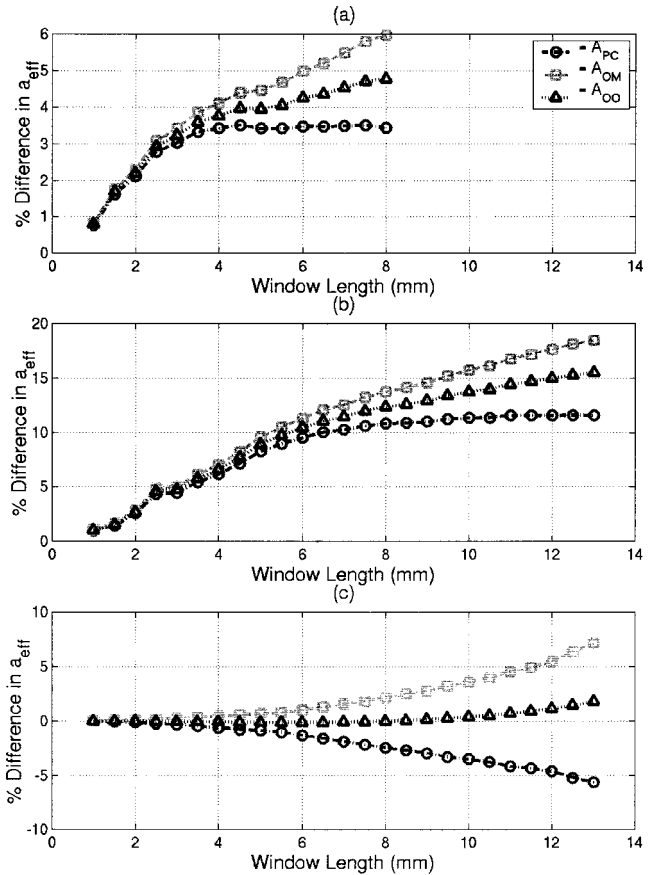 (a)
6
5
4
3
2
1
0
% Difference in a_eff
0 2 4 6 8 10 12 14
Window Length (mm)
A_PC
A_OM
A_OO
(b)
20
15
10
5
0
% Difference in a_eff
0 2 4 6 8 10 12 14
Window Length (mm)
(c)
10
5
0
-5
-10
% Difference in a_eff
0 2 4 6 8 10 12 14
Window Length (mm)